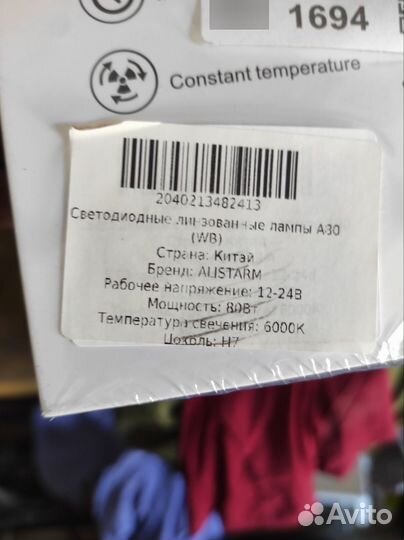 1694
Constant temperature
2040213482413
Светодиодные линзованные лампы A80
(WB)
Страна: Китай
Бренд: ALISTARM
Рабочее напряжение: 12-24В
Мощность: 80Вт
Температура свечения: 6000K
Цоколь: H7
Avito